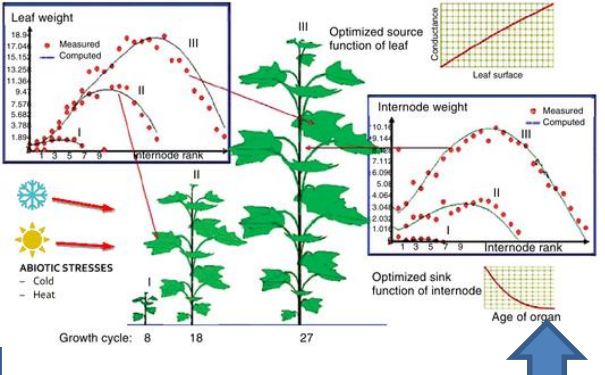 Leaf weight
18.94
17.046
15.152
13.258
11.364
9.4
7.576
5.682
3.788
1.89
Measured
Computed
I
II
III
1 3 5 7 9
Internode rank
III
Optimized source
function of leaf
Conductance
Leaf surface
Internode weight
10.16
9.144
8.112
7.112
6.096
5.08
4.064
3.048
2.032
1.016
Measured
Computed
III
II
I
1 3 5 7 9
Internode rank
ABIOTIC STRESSES
– Cold
– Heat
II
I
Growth cycle: 8 18 27
Optimized sink
function of internode
Age of organ